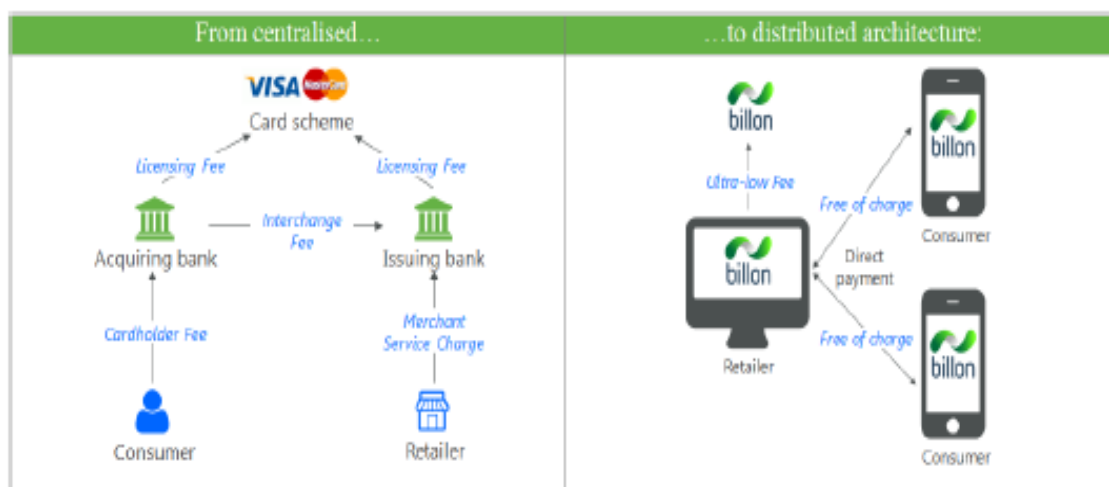 From centralised...
VISA MasterCard
Card scheme
Licensing Fee
Licensing Fee
Interchange
Fee
Acquiring bank
Issuing bank
Cardholder Fee
Merchant
Service Charge
Consumer
Retailer
...to distributed architecture:
billon
Ultra-low Fee
billon
Retailer
billon
Free of charge
Consumer
Direct
payment
Free of charge
billon
Consumer